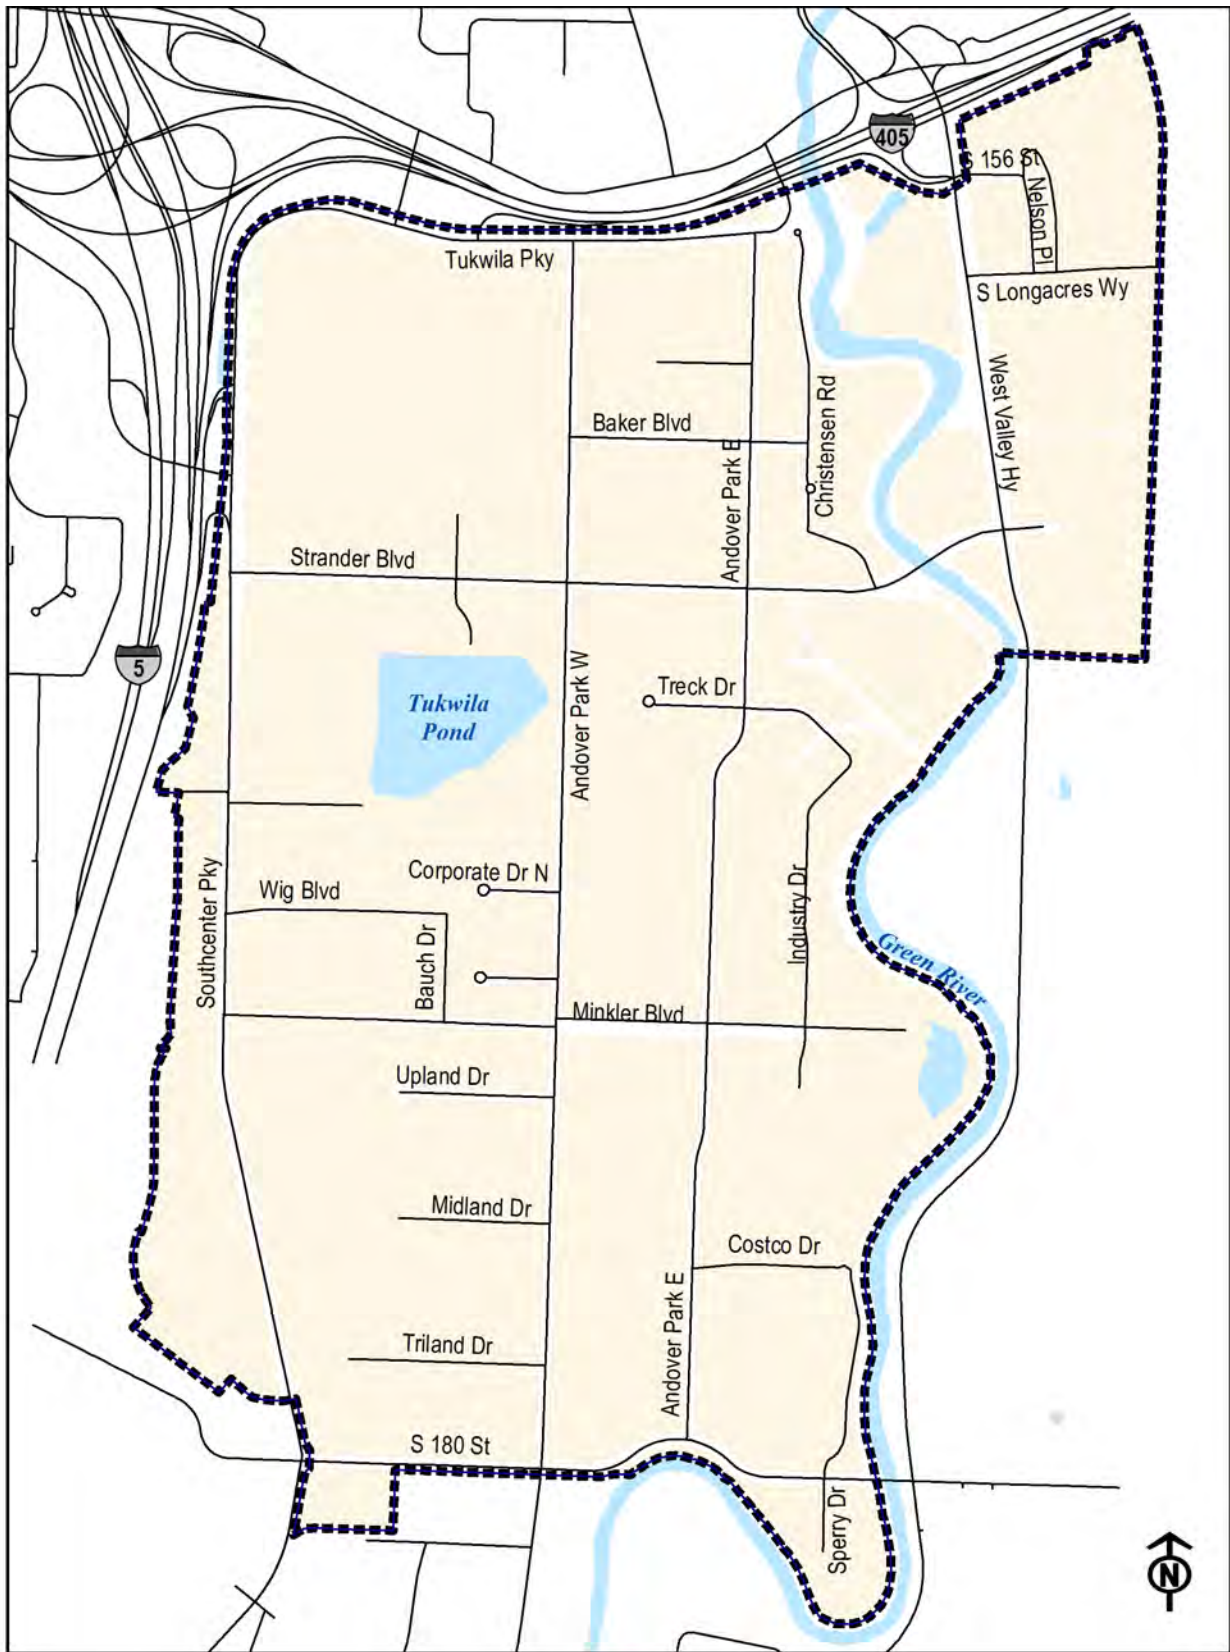 405
S 156 St
Nelson Pl
Tukwila Pky
S Longacres Wy
West Valley Hy
Baker Blvd
Christensen Rd
Andover Park E
Strander Blvd
5
Tukwila
Pond
Andover Park W
Treck Dr
Corporate Dr N
Southcenter Pky
Wig Blvd
Bauch Dr
Industry Dr
Green River
Minkler Blvd
Upland Dr
Midland Dr
Costco Dr
Andover Park E
Triland Dr
S 180 St
Sperry Dr
N